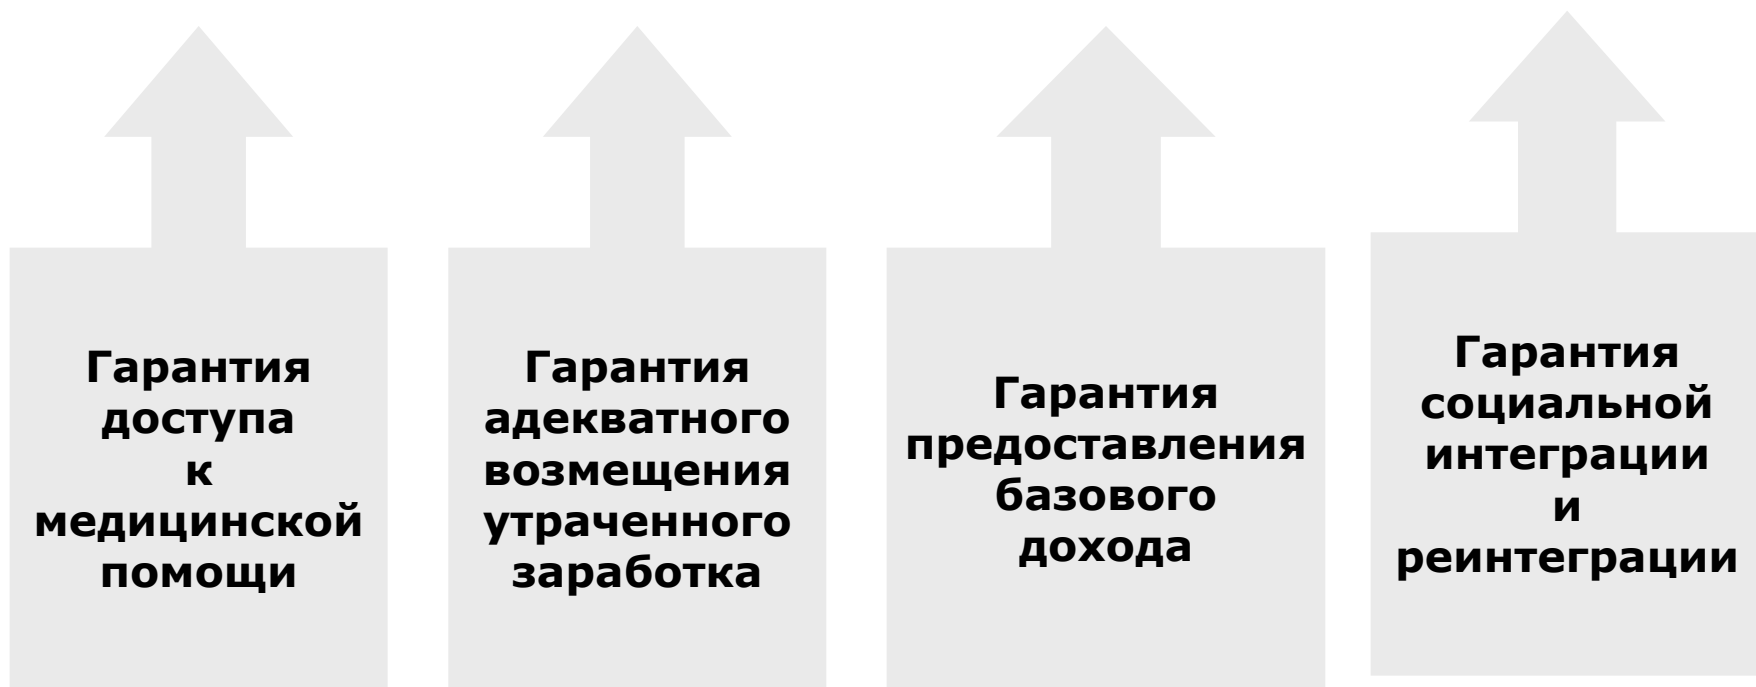 Гарантия
доступа
к
медицинской
помощи
Гарантия
адекватного
возмещения
утраченного
заработка
Гарантия
предоставления
базового
дохода
Гарантия
социальной
интеграции
и
реинтеграции